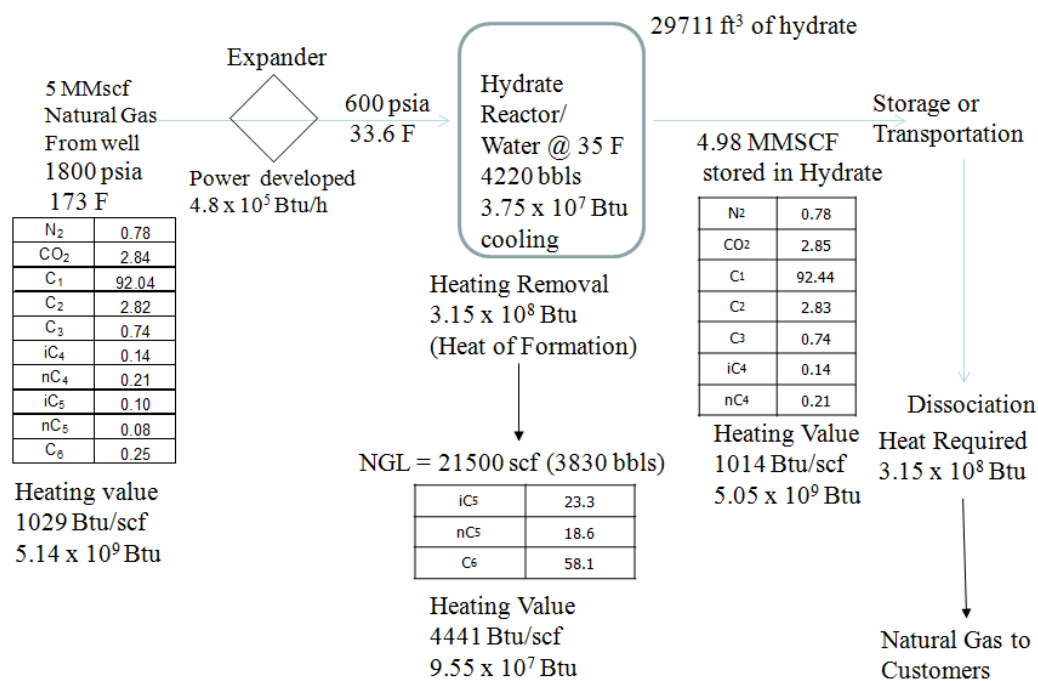 29711 ft³ of hydrate
Expander
5 MMscf
Natural Gas
From well
1800 psia
173 F
600 psia
33.6 F
Power developed
4.8 x 10⁵ Btu/h
N₂ 0.78
CO₂ 2.84
C₁ 92.04
C₂ 2.82
C₃ 0.74
iC₄ 0.14
nC₄ 0.21
iC₅ 0.10
nC₅ 0.08
C₆ 0.25
Heating value
1029 Btu/scf
5.14 x 10⁹ Btu
Hydrate
Reactor/
Water @ 35 F
4220 bbls
3.75 x 10⁷ Btu
cooling
Heating Removal
3.15 x 10⁸ Btu
(Heat of Formation)
NGL = 21500 scf (3830 bbls)
iC5 23.3
nC5 18.6
C6 58.1
Heating Value
4441 Btu/scf
9.55 x 10⁷ Btu
4.98 MMSCF
stored in Hydrate
N2 0.78
CO2 2.85
C1 92.44
C2 2.83
C3 0.74
iC4 0.14
nC4 0.21
Heating Value
1014 Btu/scf
5.05 x 10⁹ Btu
Storage or
Transportation
Dissociation
Heat Required
3.15 x 10⁸ Btu
Natural Gas to
Customers